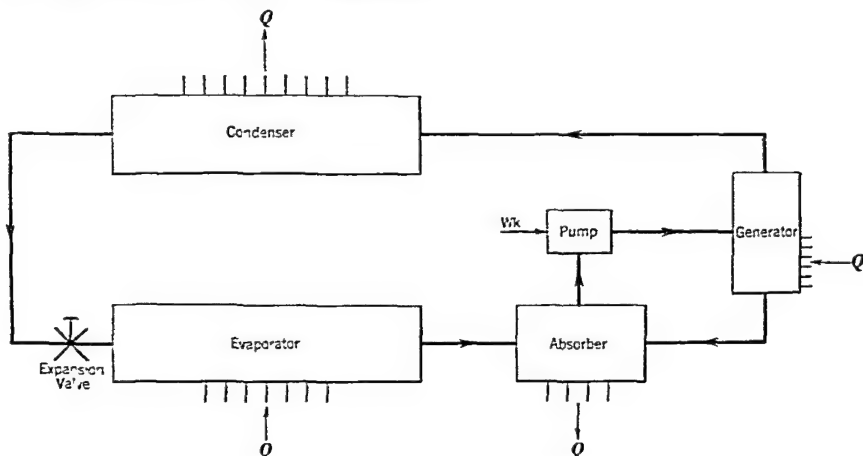 Q
Condenser
Wk
Pump
Generator
Q
Evaporator
Absorber
Expansion
Valve
Q
Q